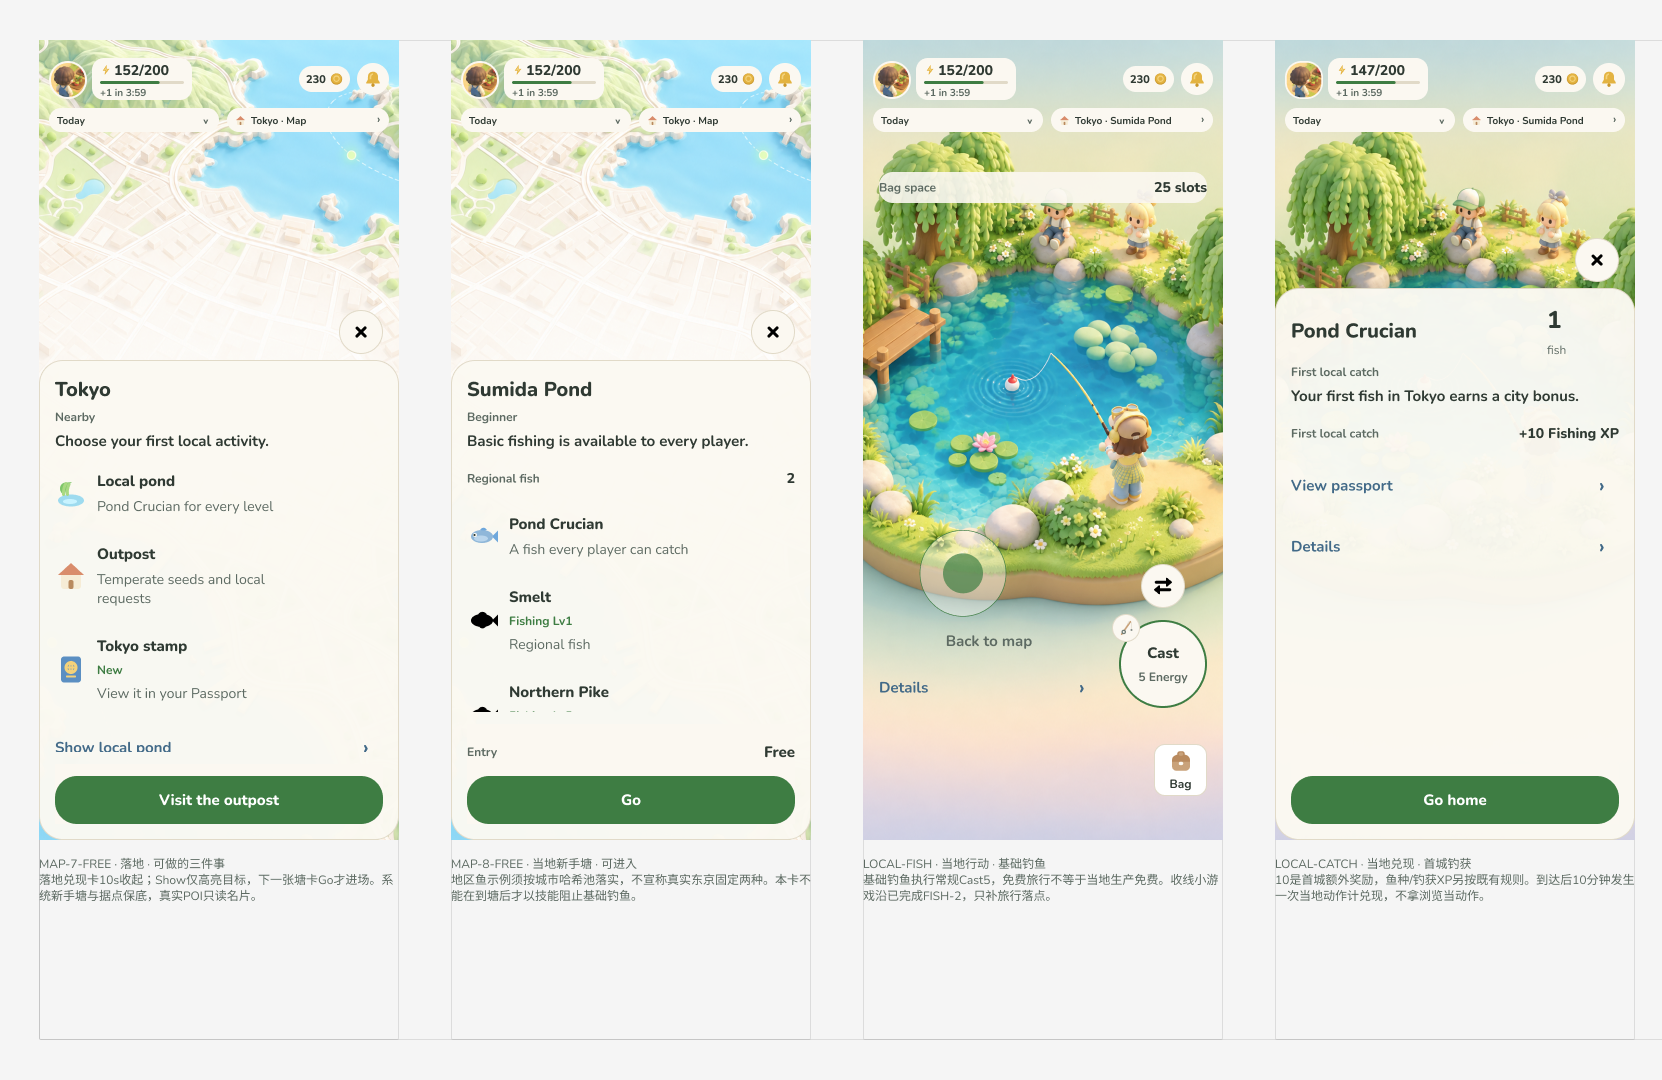 152/200
+1 in 3:59
230
Today
Tokyo · Map
Tokyo
Nearby
Choose your first local activity.
Local pond
Pond Crucian for every level
Outpost
Temperate seeds and local
requests
Tokyo stamp
New
View it in your Passport
Show local pond
Visit the outpost
MAP-7-FREE · 落地 · 可做的三件事
落地兑现卡10s收起；Show仅高亮目标，下一张塘卡Go才进场。系
统新手塘与据点保底，真实POI只读名片。
152/200
+1 in 3:59
230
Today
Tokyo · Map
Sumida Pond
Beginner
Basic fishing is available to every player.
Regional fish 2
Pond Crucian
A fish every player can catch
Smelt
Fishing Lv1
Regional fish
Northern Pike
Entry Free
Go
MAP-8-FREE · 当地新手塘 · 可进入
地区鱼示例须按城市哈希池落实，不宣称真实东京固定两种。本卡不
能在到塘后才以技能阻止基础钓鱼。
152/200
+1 in 3:59
230
Today
Tokyo · Sumida Pond
Bag space 25 slots
Back to map
Cast
5 Energy
Details
Bag
LOCAL-FISH · 当地行动 · 基础钓鱼
基础钓鱼执行常规Cast5，免费旅行不等于当地生产免费。收线小游
戏沿已完成FISH-2，只补旅行落点。
147/200
+1 in 3:59
230
Today
Tokyo · Sumida Pond
Pond Crucian
1
fish
First local catch
Your first fish in Tokyo earns a city bonus.
First local catch +10 Fishing XP
View passport
Details
Go home
LOCAL-CATCH · 当地兑现 · 首城钓获
10是首城额外奖励，鱼种/钓获XP另按既有规则。到达后10分钟发生
一次当地动作计兑现，不拿浏览当动作。